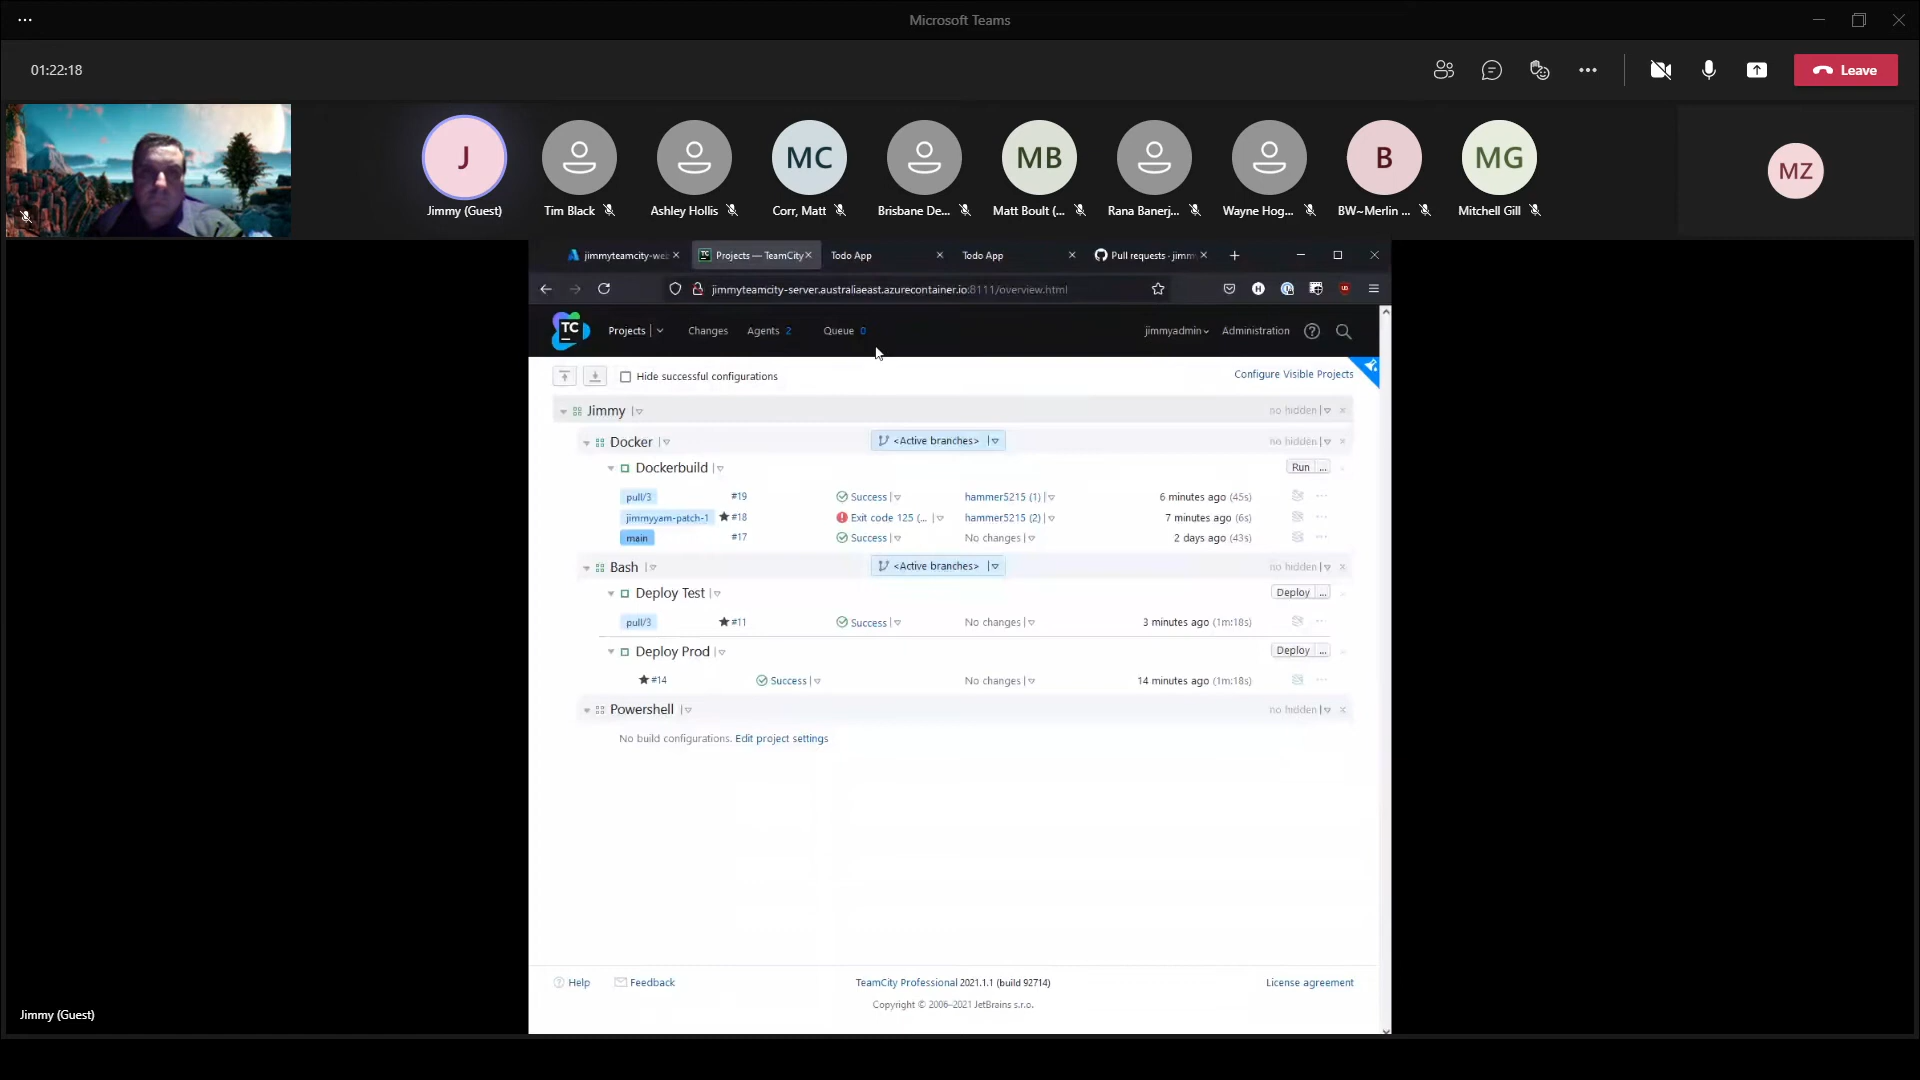 Microsoft Teams
01:22:18
Leave
J
MC
MB
B
MG
MZ
Jimmy (Guest)
Tim Black
Ashley Hollis
Corr, Matt
Brisbane De...
Matt Boult (...
Rana Banerj...
Wayne Hog...
BW~Merlin ...
Mitchell Gill
jimmyteamcity-we
Projects — TeamCity
Todo App
Todo App
Pull requests · jimm
jimmyteamcity-server.australiaeast.azurecontainer.io:8111/overview.html
TC
Projects
Changes
Agents 2
Queue 0
jimmyadmin
Administration
Hide successful configurations
Configure Visible Projects
Jimmy
no hidden
Docker
<Active branches>
no hidden
Dockerbuild
Run ...
pull/3 #19 Success hammer5215 (1) 6 minutes ago (45s)
jimmyyam-patch-1 #18 Exit code 125 (... hammer5215 (2) 7 minutes ago (6s)
main #17 Success No changes 2 days ago (43s)
Bash
<Active branches>
no hidden
Deploy Test
Deploy ...
pull/3 #11 Success No changes 3 minutes ago (1m:18s)
Deploy Prod
Deploy ...
#14 Success No changes 14 minutes ago (1m:18s)
Powershell
no hidden
No build configurations. Edit project settings
Help
Feedback
TeamCity Professional 2021.1.1 (build 92714)
License agreement
Copyright © 2006–2021 JetBrains s.r.o.
Jimmy (Guest)